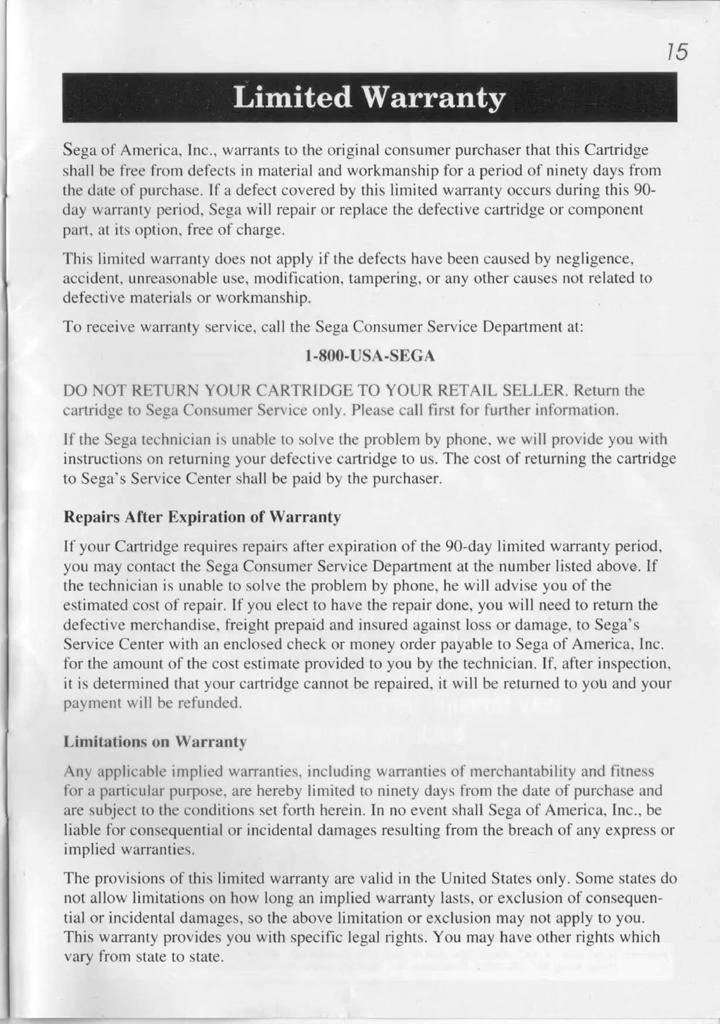 15
Limited Warranty
Sega of America, Inc., warrants to the original consumer purchaser that this Cartridge
shall be free from defects in material and workmanship for a period of ninety days from
the date of purchase. If a defect covered by this limited warranty occurs during this 90-
day warranty period, Sega will repair or replace the defective cartridge or component
part, at its option, free of charge.
This limited warranty does not apply if the defects have been caused by negligence,
accident, unreasonable use, modification, tampering, or any other causes not related to
defective materials or workmanship.
To receive warranty service, call the Sega Consumer Service Department at:
1-800-USA-SEGA
DO NOT RETURN YOUR CARTRIDGE TO YOUR RETAIL SELLER. Return the
cartridge to Sega Consumer Service only. Please call first for further information.
If the Sega technician is unable to solve the problem by phone, we will provide you with
instructions on returning your defective cartridge to us. The cost of returning the cartridge
to Sega's Service Center shall be paid by the purchaser.
Repairs After Expiration of Warranty
If your Cartridge requires repairs after expiration of the 90-day limited warranty period,
you may contact the Sega Consumer Service Department at the number listed above. If
the technician is unable to solve the problem by phone, he will advise you of the
estimated cost of repair. If you elect to have the repair done, you will need to return the
defective merchandise, freight prepaid and insured against loss or damage, to Sega's
Service Center with an enclosed check or money order payable to Sega of America, Inc.
for the amount of the cost estimate provided to you by the technician. If, after inspection,
it is determined that your cartridge cannot be repaired, it will be returned to you and your
payment will be refunded.
Limitations on Warranty
Any applicable implied warranties, including warranties of merchantability and fitness
for a particular purpose, are hereby limited to ninety days from the date of purchase and
are subject to the conditions set forth herein. In no event shall Sega of America, Inc., be
liable for consequential or incidental damages resulting from the breach of any express or
implied warranties.
The provisions of this limited warranty are valid in the United States only. Some states do
not allow limitations on how long an implied warranty lasts, or exclusion of consequen-
tial or incidental damages, so the above limitation or exclusion may not apply to you.
This warranty provides you with specific legal rights. You may have other rights which
vary from state to state.